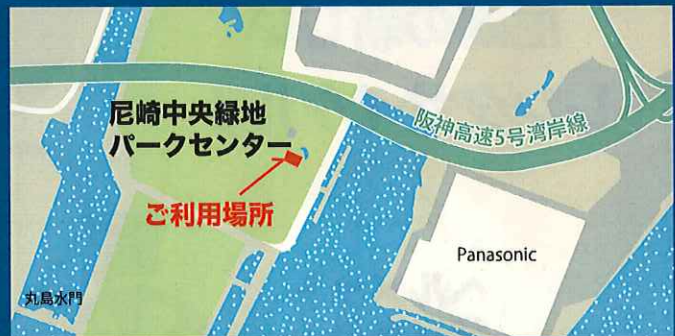 尼崎中央緑地
パークセンター
ご利用場所
阪神高速5号湾岸線
Panasonic
丸島水門